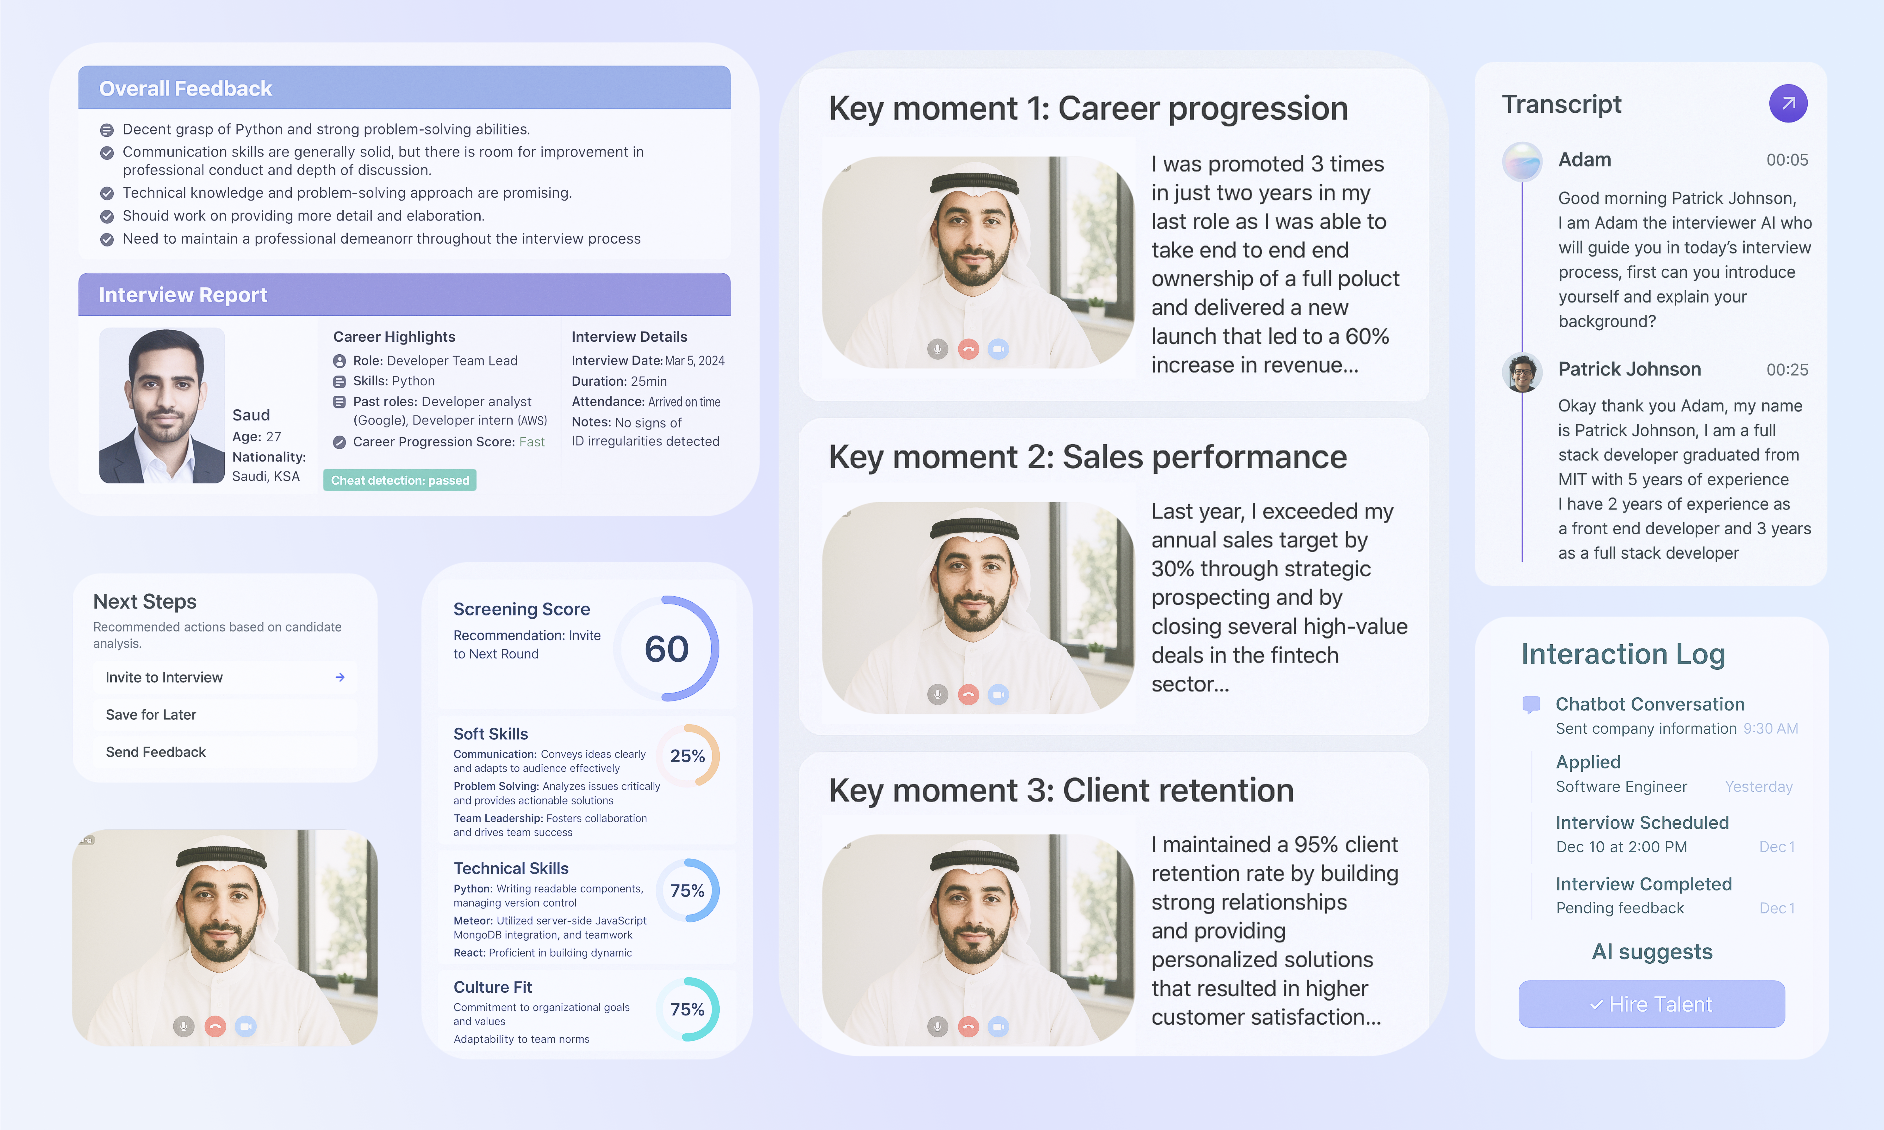 Overall Feedback
Decent grasp of Python and strong problem-solving abilities.
Communication skills are generally solid, but there is room for improvement in
professional conduct and depth of discussion.
Technical knowledge and problem-solving approach are promising.
Should work on providing more detail and elaboration.
Need to maintain a professional demeanorr throughout the interview process
Interview Report
Saud
Age: 27
Nationality:
Saudi, KSA
Career Highlights
Role: Developer Team Lead
Skills: Python
Past roles: Developer analyst
(Google), Developer intern (AWS)
Career Progression Score: Fast
Cheat detection: passed
Interview Details
Interview Date: Mar 5, 2024
Duration: 25min
Attendance: Arrived on time
Notes: No signs of
ID irregularities detected
Next Steps
Recommended actions based on candidate
analysis.
Invite to Interview
Save for Later
Send Feedback
Screening Score
Recommendation: Invite
to Next Round
60
Soft Skills
Communication: Conveys ideas clearly
and adapts to audience effectively
Problem Solving: Analyzes issues critically
and provides actionable solutions
Team Leadership: Fosters collaboration
and drives team success
25%
Technical Skills
Python: Writing readable components,
managing version control
Meteor: Utilized server-side JavaScript
MongoDB integration, and teamwork
React: Proficient in building dynamic
75%
Culture Fit
Commitment to organizational goals
and values
Adaptability to team norms
75%
Key moment 1: Career progression
I was promoted 3 times
in just two years in my
last role as I was able to
take end to end end
ownership of a full poluct
and delivered a new
launch that led to a 60%
increase in revenue...
Key moment 2: Sales performance
Last year, I exceeded my
annual sales target by
30% through strategic
prospecting and by
closing several high-value
deals in the fintech
sector...
Key moment 3: Client retention
I maintained a 95% client
retention rate by building
strong relationships
and providing
personalized solutions
that resulted in higher
customer satisfaction...
Transcript
Adam 00:05
Good morning Patrick Johnson,
I am Adam the interviewer AI who
will guide you in today's interview
process, first can you introduce
yourself and explain your
background?
Patrick Johnson 00:25
Okay thank you Adam, my name
is Patrick Johnson, I am a full
stack developer graduated from
MIT with 5 years of experience
I have 2 years of experience as
a front end developer and 3 years
as a full stack developer
Interaction Log
Chatbot Conversation
Sent company information 9:30 AM
Applied
Software Engineer Yesterday
Interviow Scheduled
Dec 10 at 2:00 PM Dec 1
Interview Completed
Pending feedback Dec 1
AI suggests
✓ Hire Talent